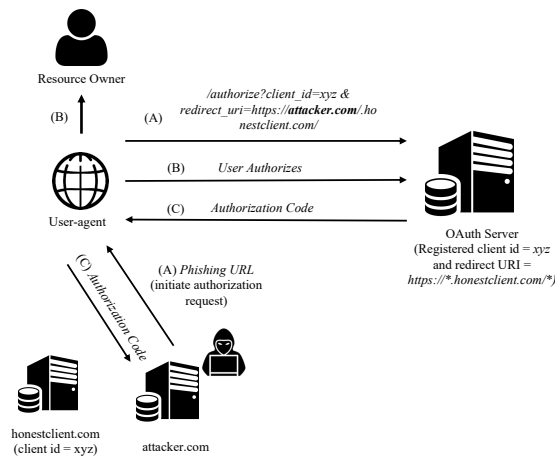 Resource Owner
(B)
(A)
/authorize?client_id=xyz &
redirect_uri=https://attacker.com/.ho
nestclient.com/
(B) User Authorizes
(C) Authorization Code
User-agent
OAuth Server
(Registered client id = xyz
and redirect URI =
https://*.honestclient.com/*)
(C) Authorization Code
(A) Phishing URL
(initiate authorization
request)
honestclient.com
(client id = xyz)
attacker.com